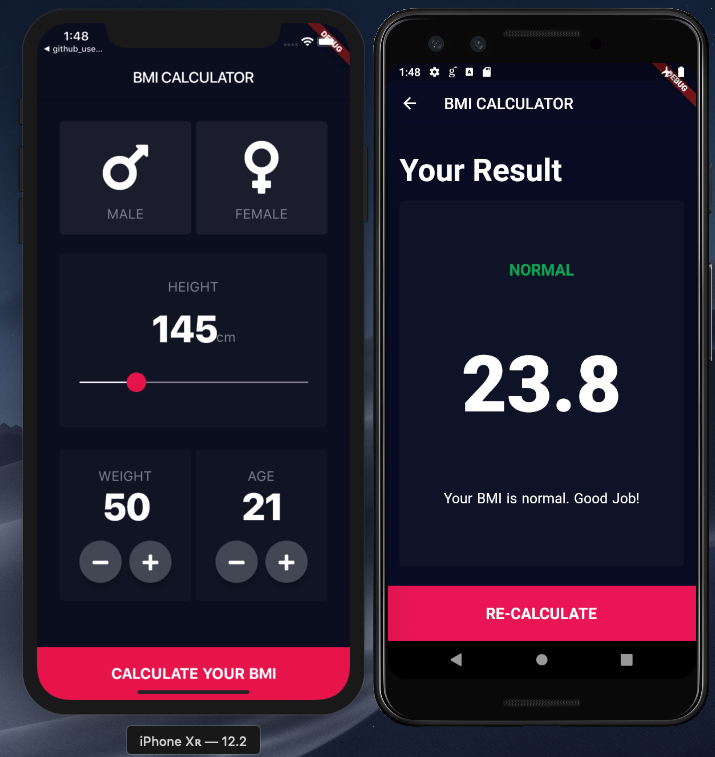 1:48
github_use...
DEBUG
BMI CALCULATOR
MALE
FEMALE
HEIGHT
145cm
WEIGHT
50
AGE
21
CALCULATE YOUR BMI
iPhone Xʀ — 12.2
1:48
DEBUG
BMI CALCULATOR
Your Result
NORMAL
23.8
Your BMI is normal. Good Job!
RE-CALCULATE